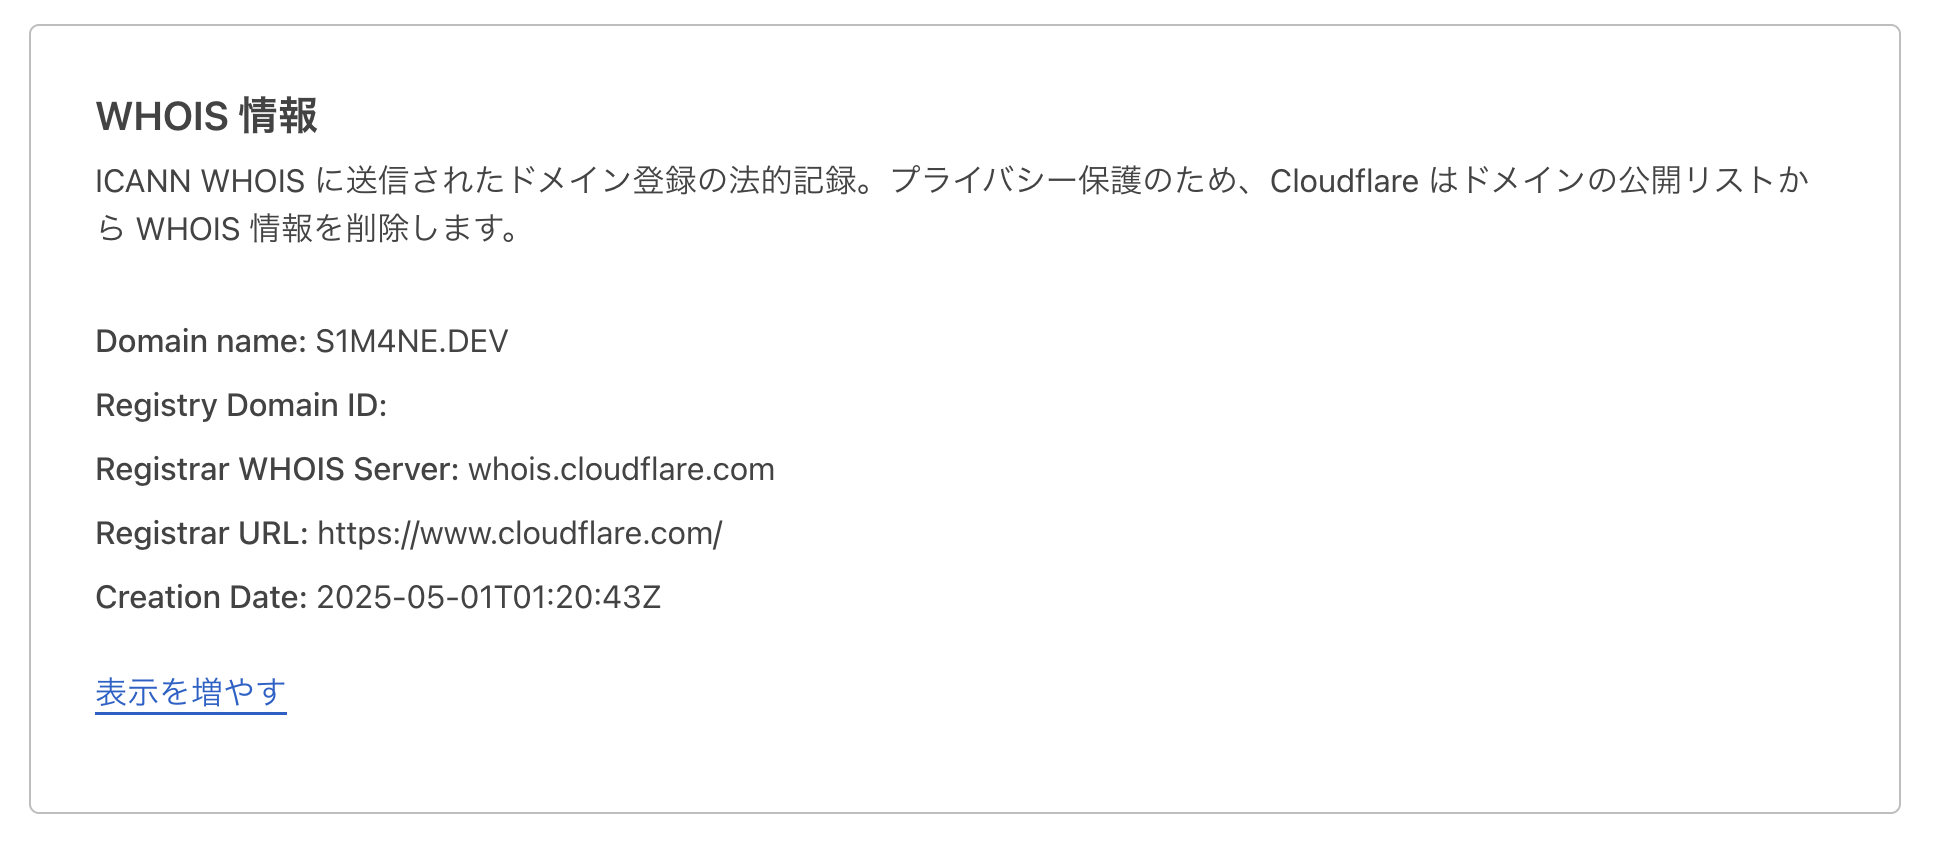 WHOIS 情報
ICANN WHOIS に送信されたドメイン登録の法的記録。プライバシー保護のため、Cloudflare はドメインの公開リストか
ら WHOIS 情報を削除します。
Domain name: S1M4NE.DEV
Registry Domain ID:
Registrar WHOIS Server: whois.cloudflare.com
Registrar URL: https://www.cloudflare.com/
Creation Date: 2025-05-01T01:20:43Z
表示を増やす